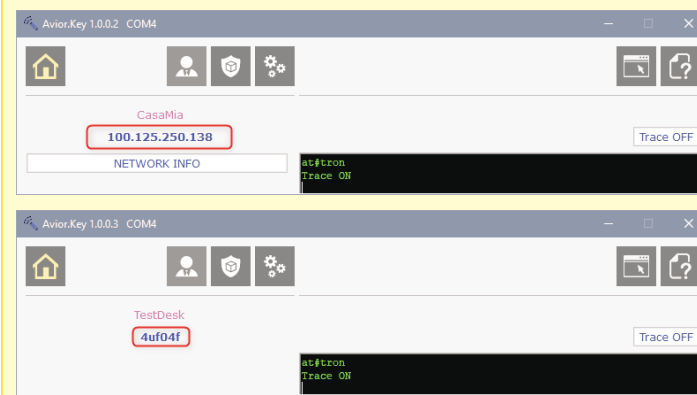 Avior.Key 1.0.0.2 COM4
CasaMia
100.125.250.138
Trace OFF
NETWORK INFO
at#tron
Trace ON
Avior.Key 1.0.0.3 COM4
TestDesk
4uf04f
Trace OFF
at#tron
Trace ON